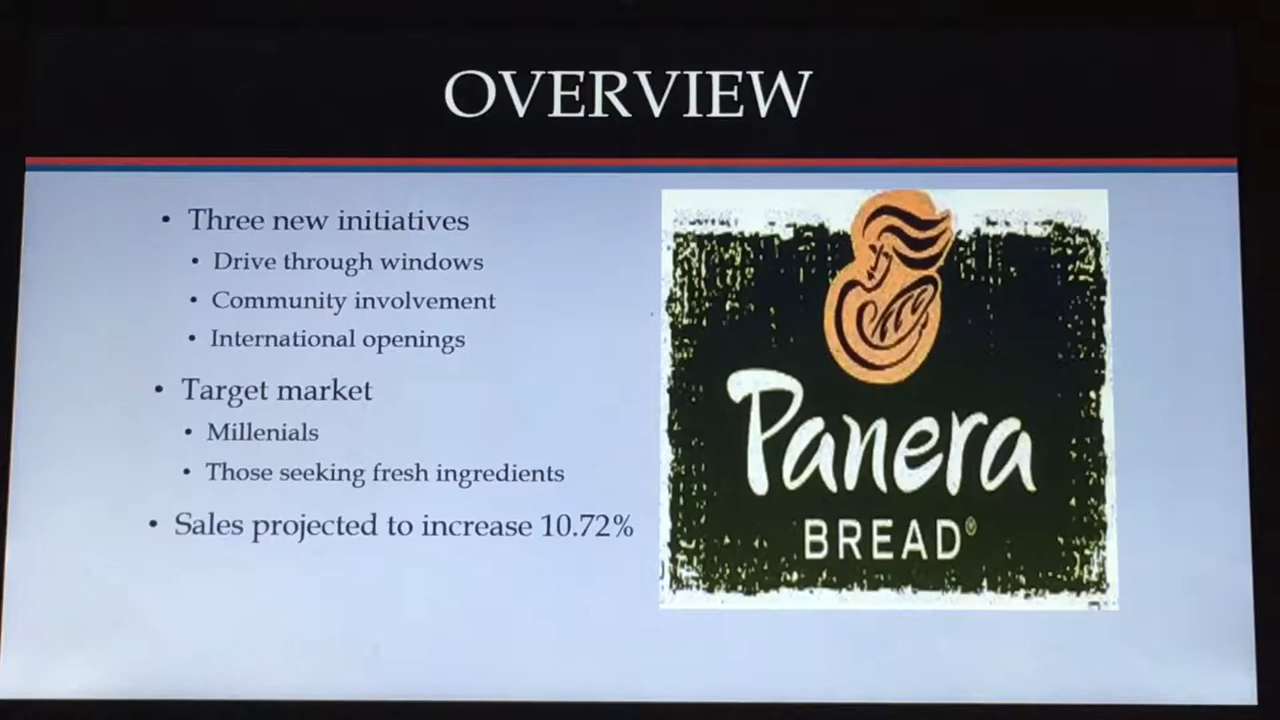 OVERVIEW
• Three new initiatives
• Drive through windows
• Community involvement
• International openings
• Target market
• Millenials
• Those seeking fresh ingredients
• Sales projected to increase 10.72%
Panera
BREAD®